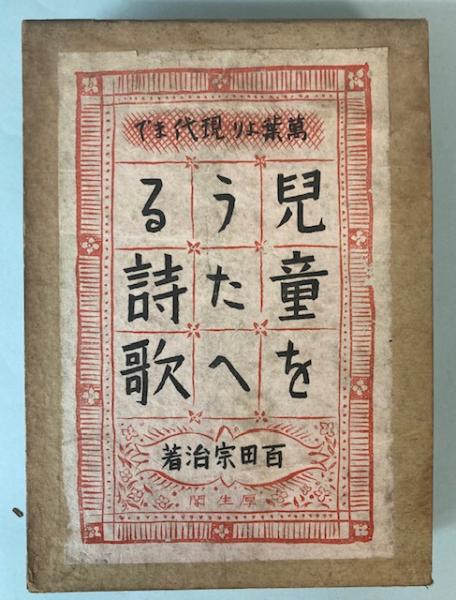 萬葉より現代まで
兒童を
うたへ
る詩歌
百田宗治著
厚生閣